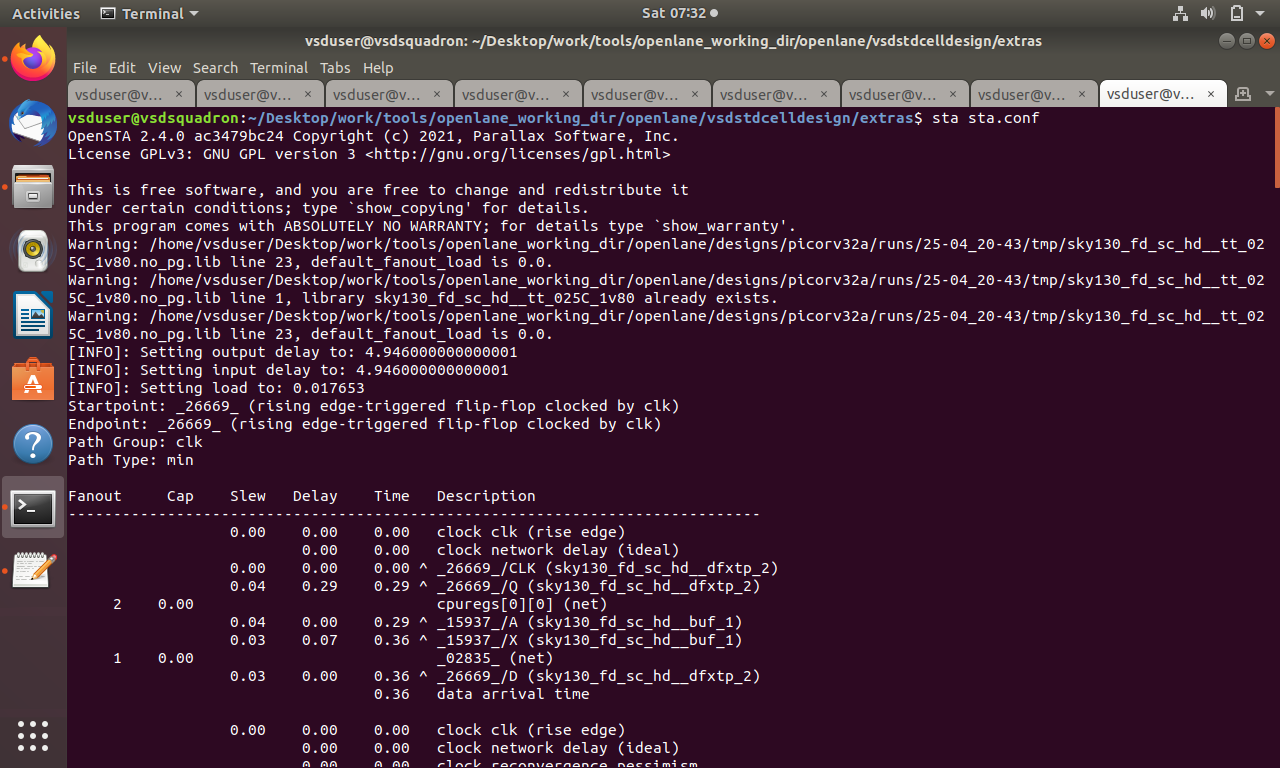 Activities Terminal Sat 07:32
vsduser@vsdsquadron: ~/Desktop/work/tools/openlane_working_dir/openlane/vsdstdcelldesign/extras
File Edit View Search Terminal Tabs Help
vsduser@v... × vsduser@v... × vsduser@v... × vsduser@v... × vsduser@v... × vsduser@v... × vsduser@v... × vsduser@v... × vsduser@v... ×
vsduser@vsdsquadron:~/Desktop/work/tools/openlane_working_dir/openlane/vsdstdcelldesign/extras$ sta sta.conf
OpenSTA 2.4.0 ac3479bc24 Copyright (c) 2021, Parallax Software, Inc.
License GPLv3: GNU GPL version 3 <http://gnu.org/licenses/gpl.html>
This is free software, and you are free to change and redistribute it
under certain conditions; type `show_copying' for details.
This program comes with ABSOLUTELY NO WARRANTY; for details type `show_warranty'.
Warning: /home/vsduser/Desktop/work/tools/openlane_working_dir/openlane/designs/picorv32a/runs/25-04_20-43/tmp/sky130_fd_sc_hd__tt_02
5C_1v80.no_pg.lib line 23, default_fanout_load is 0.0.
Warning: /home/vsduser/Desktop/work/tools/openlane_working_dir/openlane/designs/picorv32a/runs/25-04_20-43/tmp/sky130_fd_sc_hd__tt_02
5C_1v80.no_pg.lib line 1, library sky130_fd_sc_hd__tt_025C_1v80 already exists.
Warning: /home/vsduser/Desktop/work/tools/openlane_working_dir/openlane/designs/picorv32a/runs/25-04_20-43/tmp/sky130_fd_sc_hd__tt_02
5C_1v80.no_pg.lib line 23, default_fanout_load is 0.0.
[INFO]: Setting output delay to: 4.946000000000001
[INFO]: Setting input delay to: 4.946000000000001
[INFO]: Setting load to: 0.017653
Startpoint: _26669_ (rising edge-triggered flip-flop clocked by clk)
Endpoint: _26669_ (rising edge-triggered flip-flop clocked by clk)
Path Group: clk
Path Type: min
Fanout Cap Slew Delay Time Description
-----------------------------------------------------------------------------
0.00 0.00 0.00 clock clk (rise edge)
0.00 0.00 clock network delay (ideal)
0.00 0.00 0.00 ^ _26669_/CLK (sky130_fd_sc_hd__dfxtp_2)
0.04 0.29 0.29 ^ _26669_/Q (sky130_fd_sc_hd__dfxtp_2)
2 0.00 cpuregs[0][0] (net)
0.04 0.00 0.29 ^ _15937_/A (sky130_fd_sc_hd__buf_1)
0.03 0.07 0.36 ^ _15937_/X (sky130_fd_sc_hd__buf_1)
1 0.00 _02835_ (net)
0.03 0.00 0.36 ^ _26669_/D (sky130_fd_sc_hd__dfxtp_2)
0.36 data arrival time
0.00 0.00 0.00 clock clk (rise edge)
0.00 0.00 clock network delay (ideal)
0.00 0.00 clock reconvergence pessimism